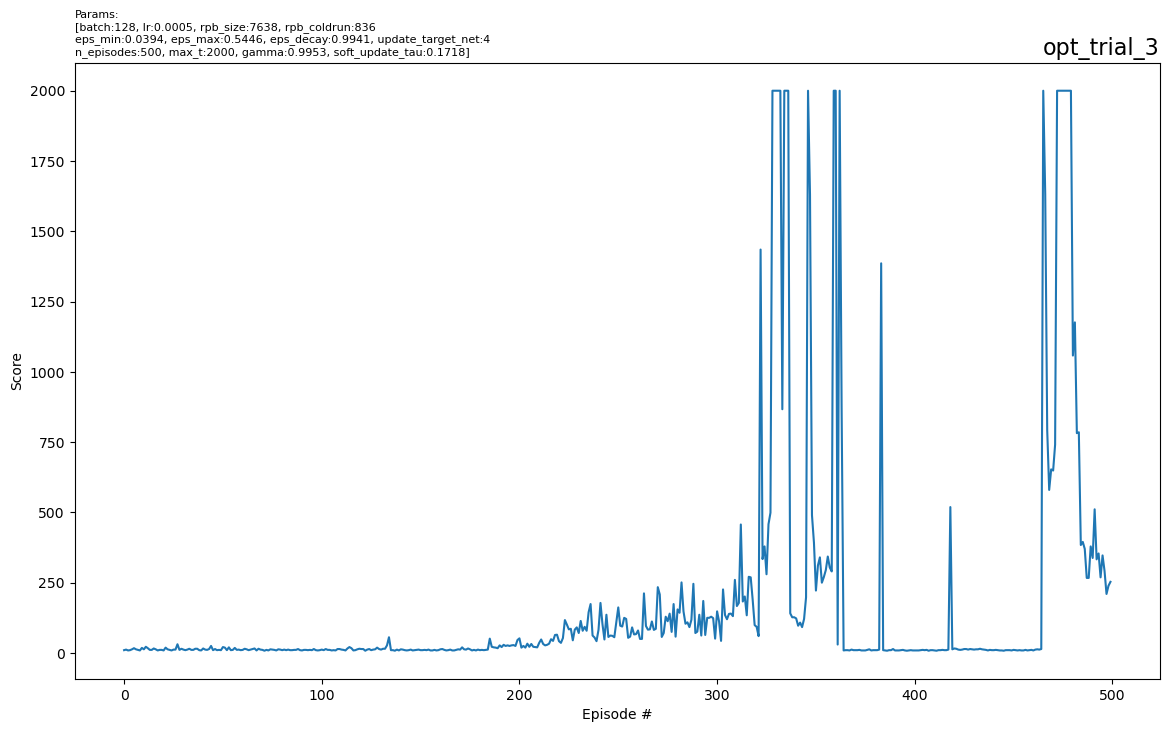 Params:
[batch:128, lr:0.0005, rpb_size:7638, rpb_coldrun:836
eps_min:0.0394, eps_max:0.5446, eps_decay:0.9941, update_target_net:4
n_episodes:500, max_t:2000, gamma:0.9953, soft_update_tau:0.1718]
opt_trial_3
2000
1750
1500
1250
1000
750
500
250
0
Score
0 100 200 300 400 500
Episode #